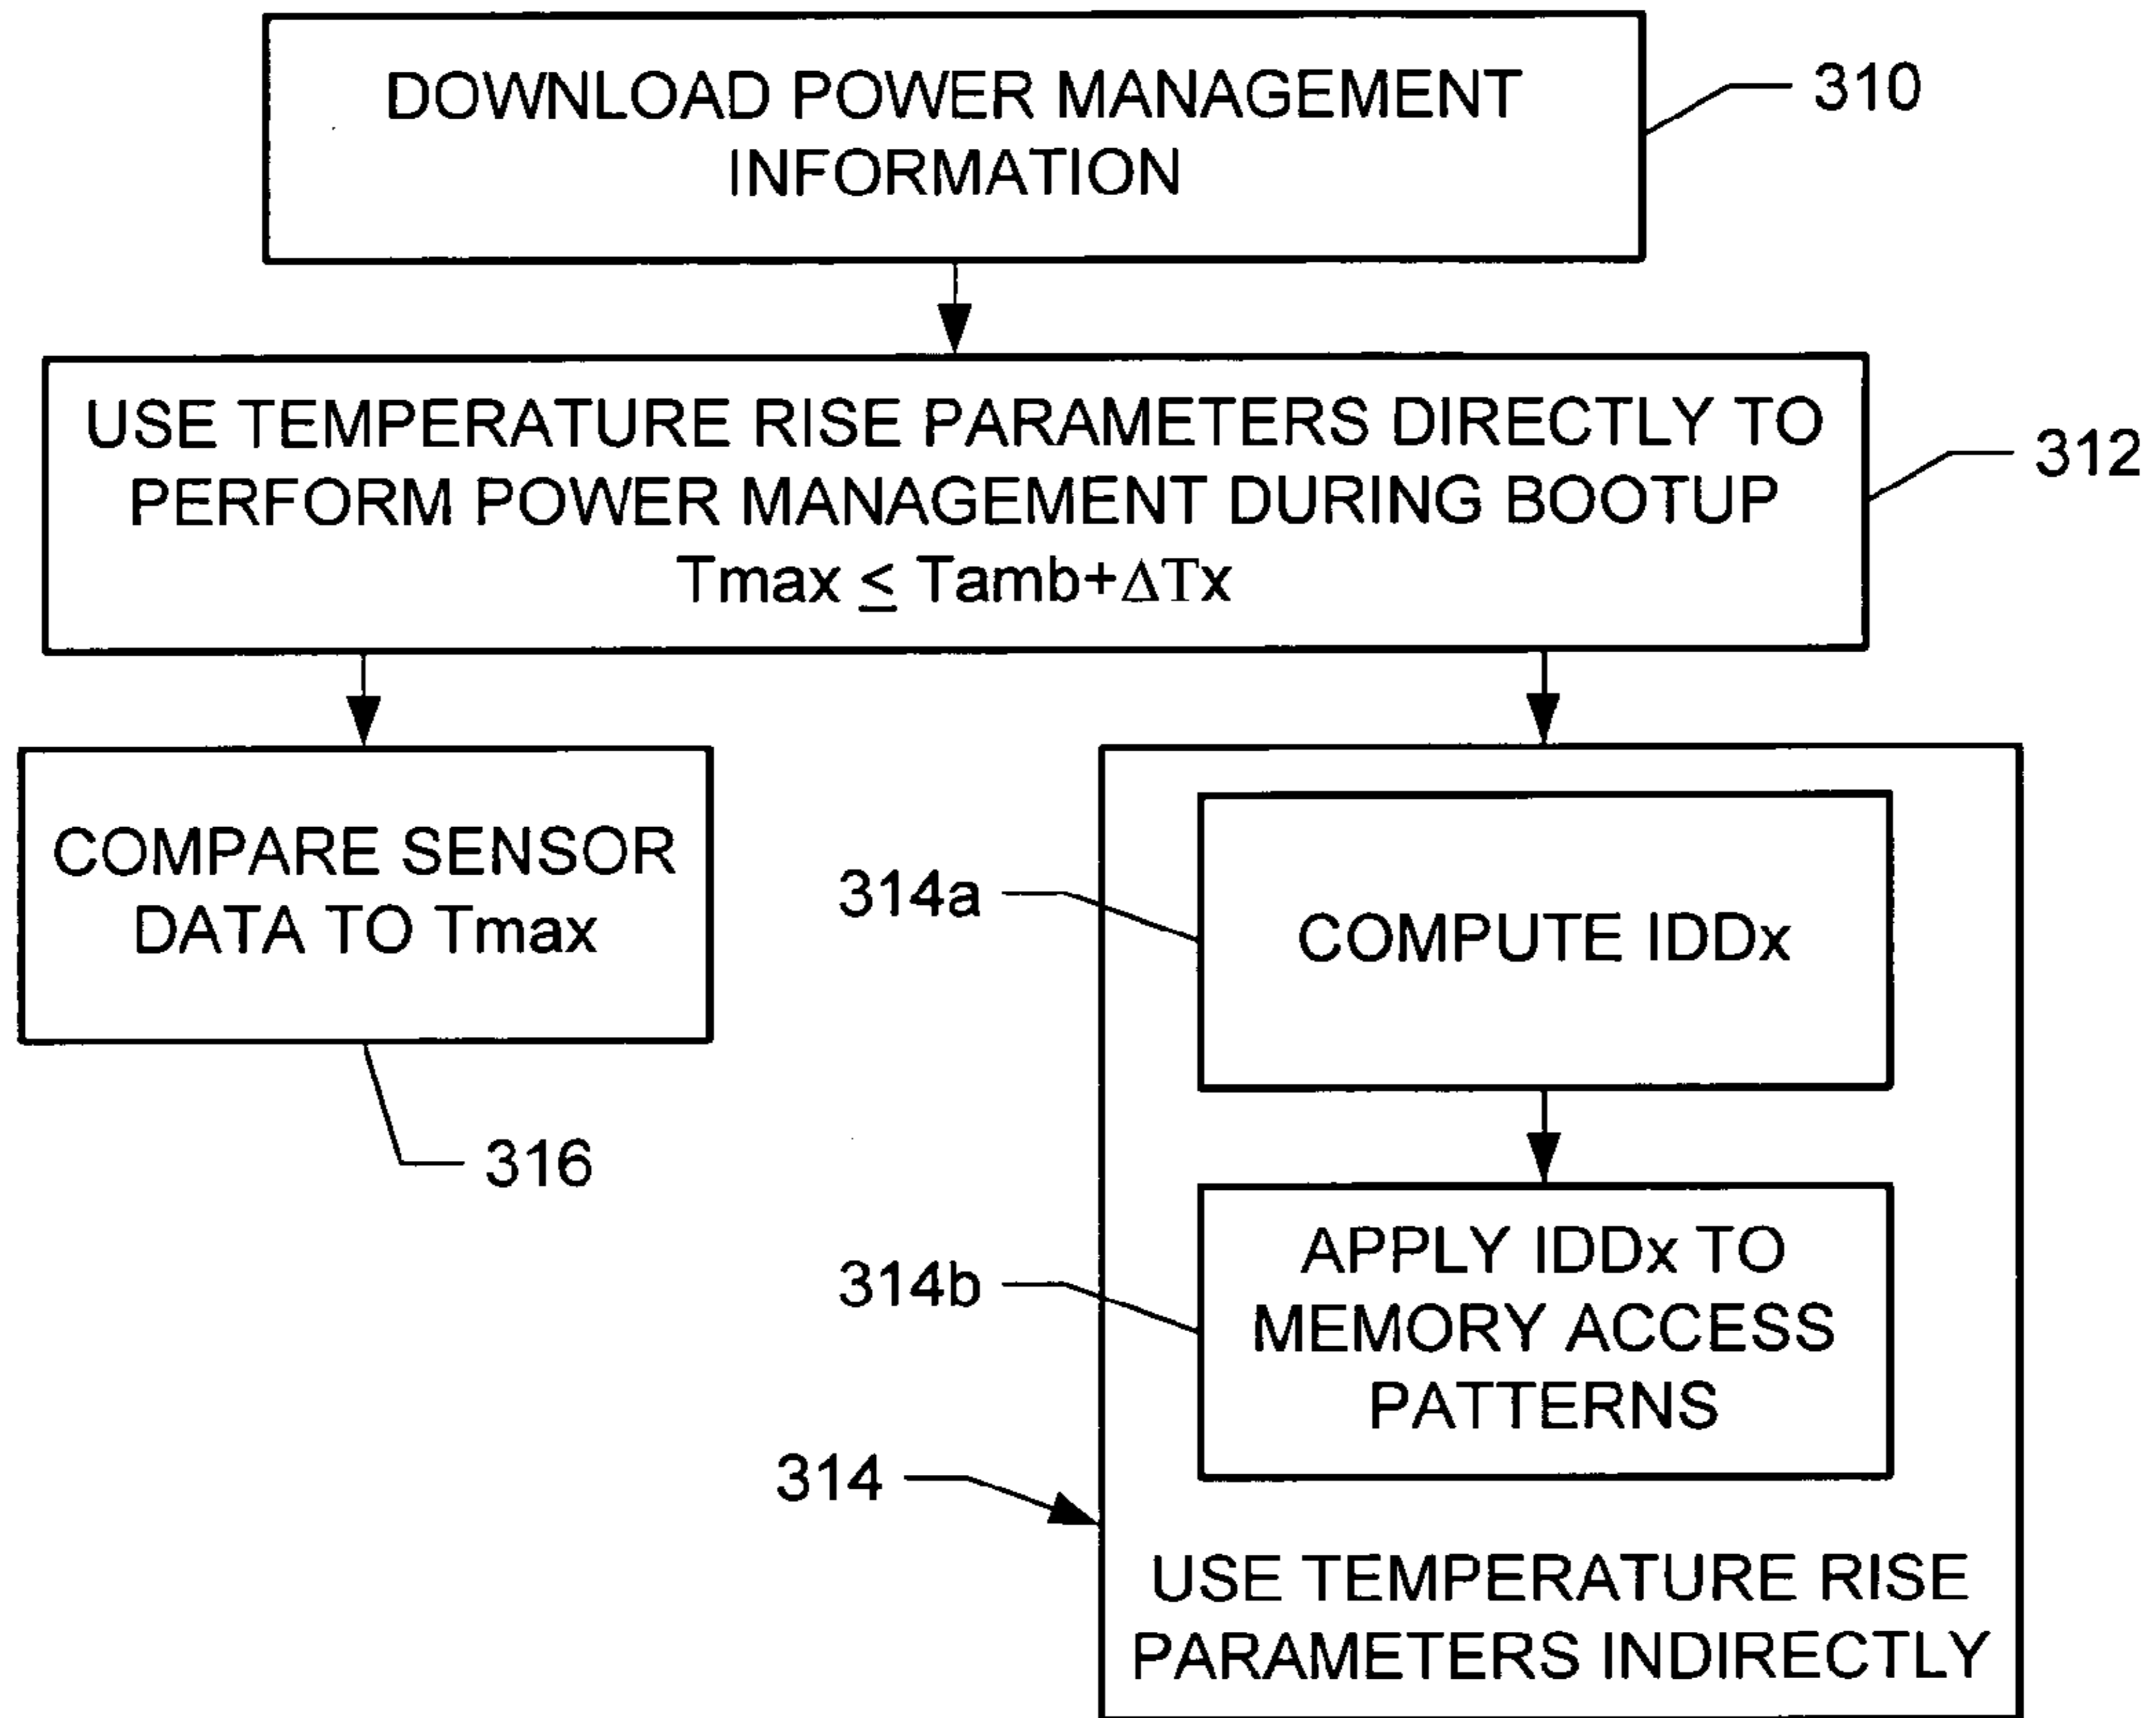 DOWNLOAD POWER MANAGEMENT
INFORMATION
310
USE TEMPERATURE RISE PARAMETERS DIRECTLY TO
PERFORM POWER MANAGEMENT DURING BOOTUP
Tmax ≤ Tamb+ΔTx
312
COMPARE SENSOR
DATA TO Tmax
316
314a
COMPUTE IDDx
314b
APPLY IDDx TO
MEMORY ACCESS
PATTERNS
314
USE TEMPERATURE RISE
PARAMETERS INDIRECTLY